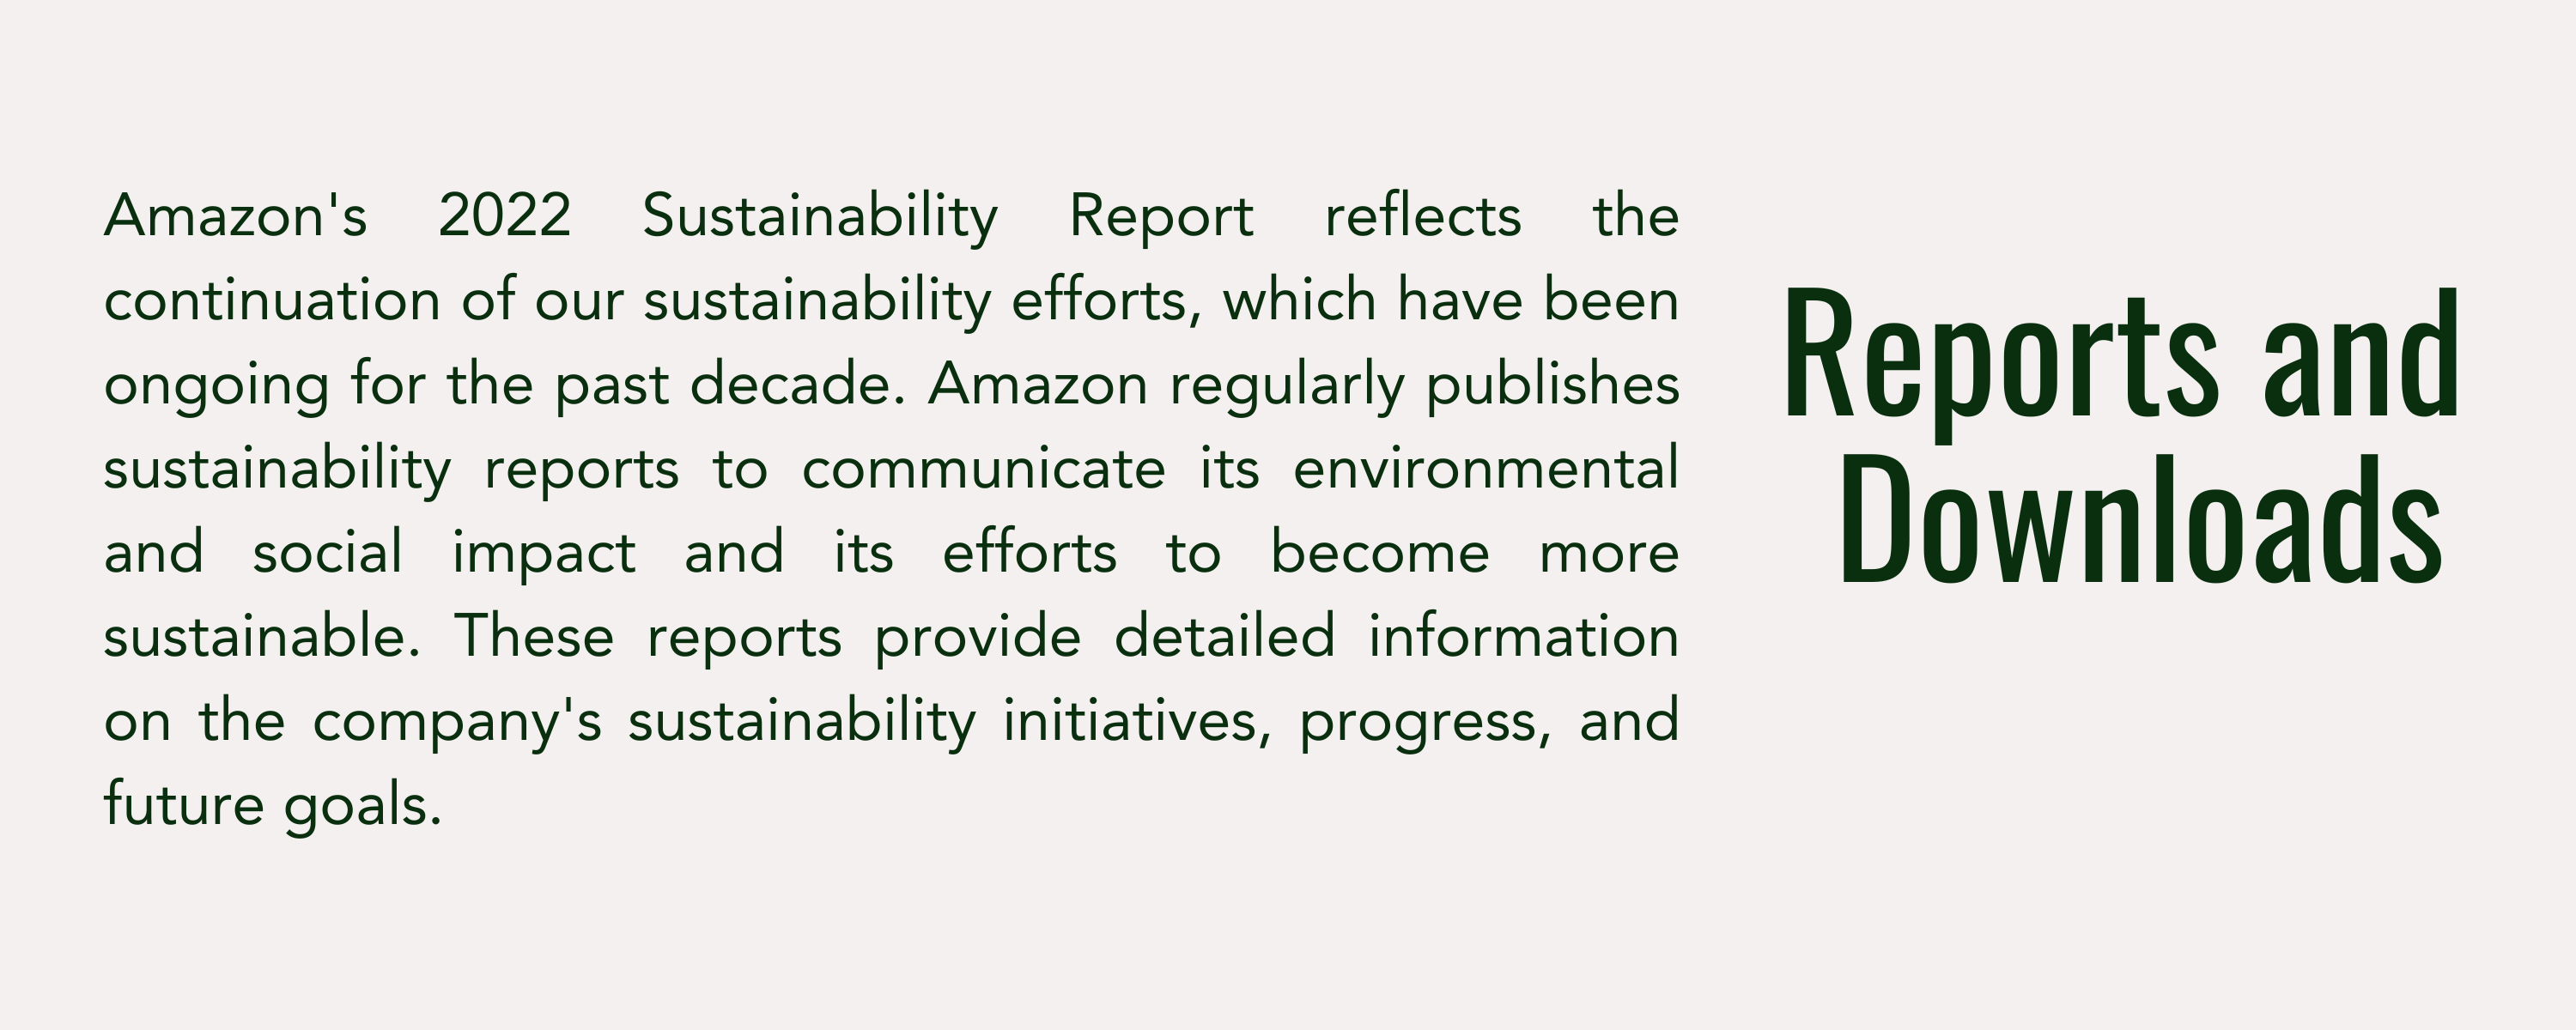 Amazon's 2022 Sustainability Report reflects the
continuation of our sustainability efforts, which have been
ongoing for the past decade. Amazon regularly publishes
sustainability reports to communicate its environmental
and social impact and its efforts to become more
sustainable. These reports provide detailed information
on the company's sustainability initiatives, progress, and
future goals.
Reports and
Downloads